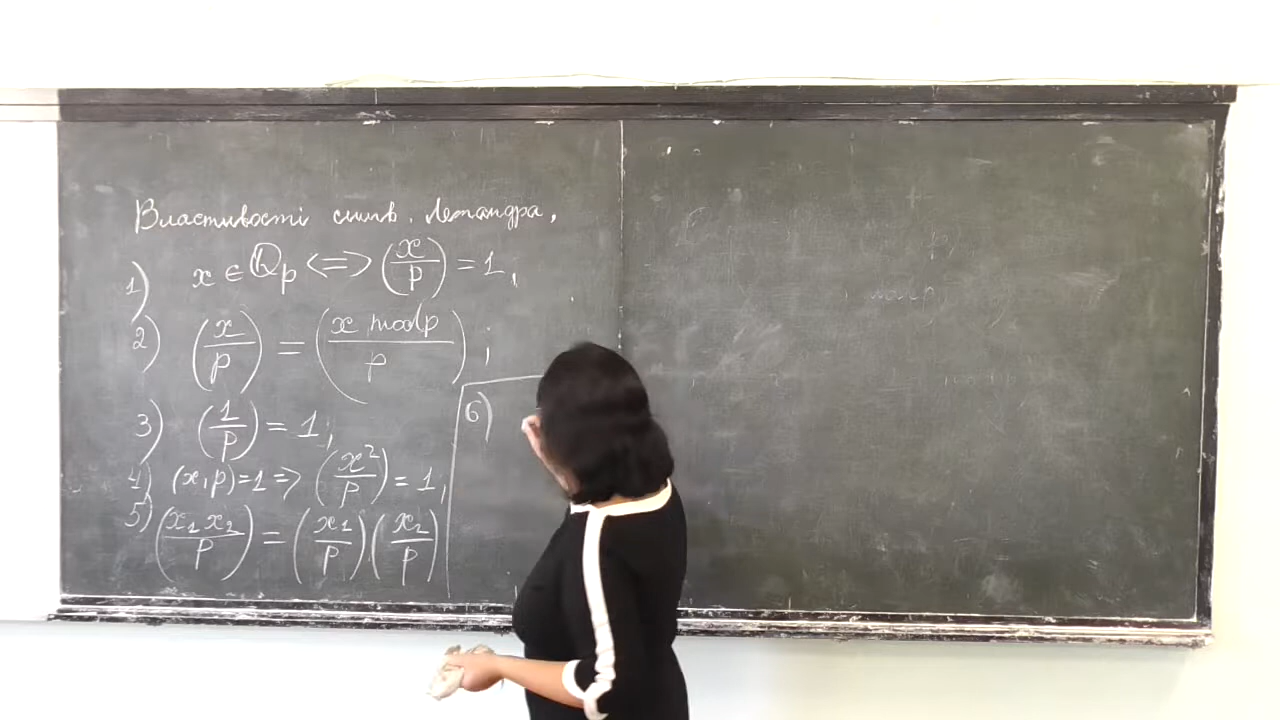 Властивості симв. Лежандра.
1) x ∈ Qp <=> (x/p) = 1,
2) (x/p) = (x mod p/p);
3) (1/p) = 1,
4) (x,p)=1 => (x²/p) = 1,
5) (x₁x₂/p) = (x₁/p)(x₂/p)
6)